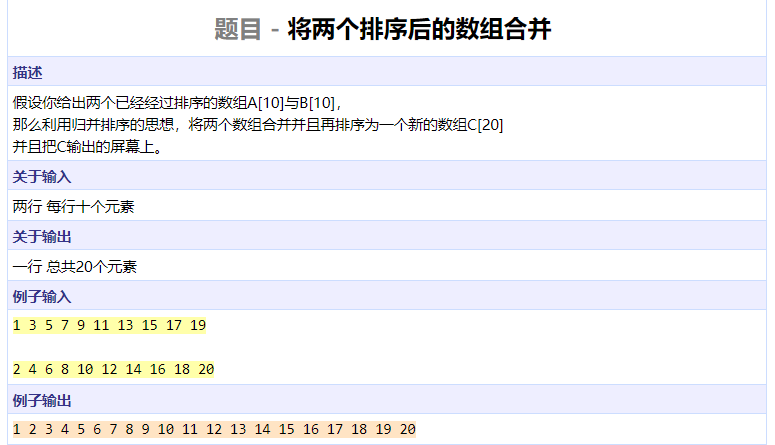 题目 - 将两个排序后的数组合并
描述
假设你给出两个已经经过排序的数组A[10]与B[10]，
那么利用归并排序的思想，将两个数组合并并且再排序为一个新的数组C[20]
并且把C输出的屏幕上。
关于输入
两行 每行十个元素
关于输出
一行 总共20个元素
例子输入
1 3 5 7 9 11 13 15 17 19
2 4 6 8 10 12 14 16 18 20
例子输出
1 2 3 4 5 6 7 8 9 10 11 12 13 14 15 16 17 18 19 20